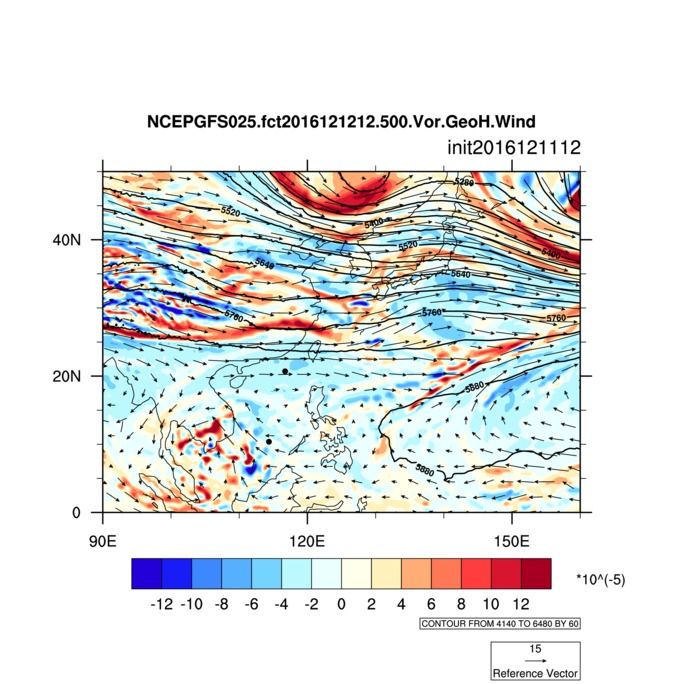 NCEPGFS025.fct2016121212.500.Vor.GeoH.Wind
init2016121112
5280
5520
5400
40N
5520
5400
5640
5640
5760
5760
5760
20N
5880
5880
0
90E 120E 150E
-12 -10 -8 -6 -4 -2 0 2 4 6 8 10 12
*10^(-5)
CONTOUR FROM 4140 TO 6480 BY 60
15
Reference Vector